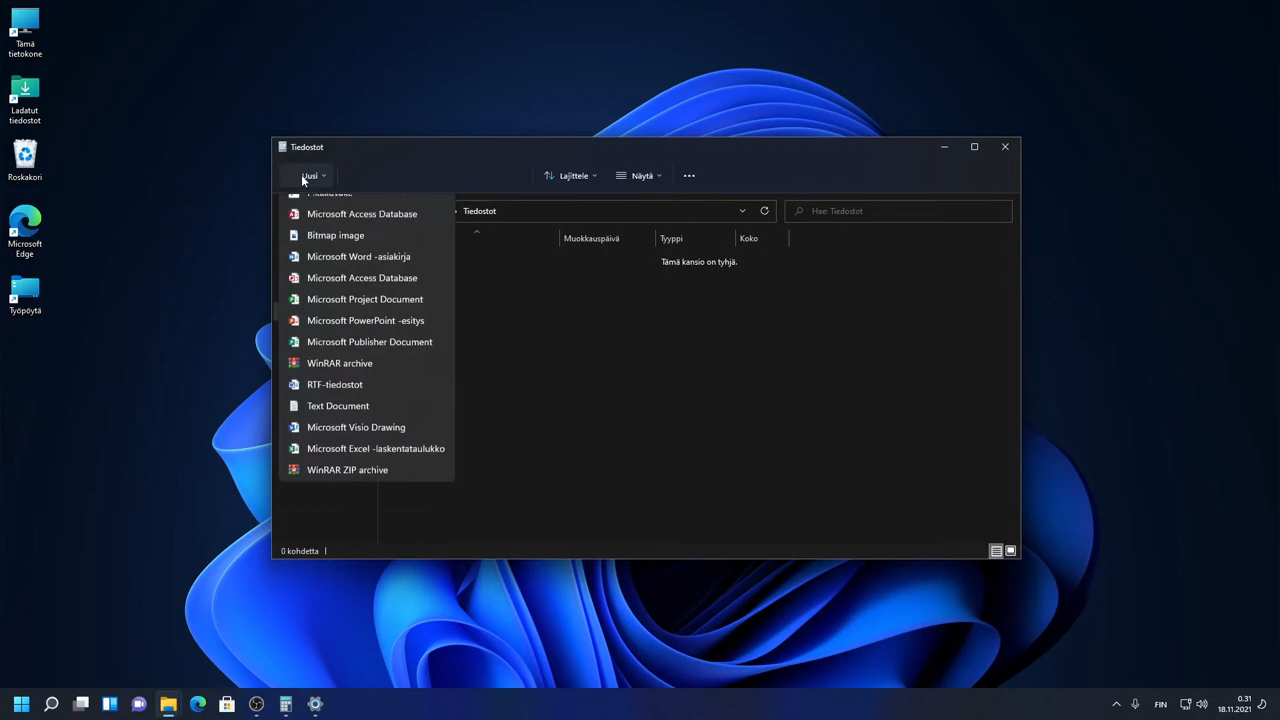 Tämä
tietokone
Ladatut
tiedostot
Roskakori
Microsoft
Edge
Työpöytä
Tiedostot
Uusi
Lajittele
Näytä
Tiedostot
Hae: Tiedostot
Muokkauspäivä
Tyyppi
Koko
Tämä kansio on tyhjä.
Microsoft Access Database
Bitmap image
Microsoft Word -asiakirja
Microsoft Access Database
Microsoft Project Document
Microsoft PowerPoint -esitys
Microsoft Publisher Document
WinRAR archive
RTF-tiedostot
Text Document
Microsoft Visio Drawing
Microsoft Excel -laskentataulukko
WinRAR ZIP archive
0 kohdetta
FIN
0.31
18.11.2021